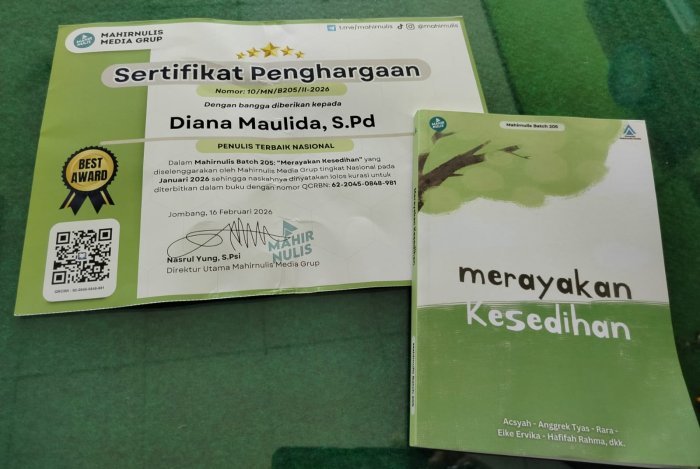 MAHIRNULIS
MEDIA GRUP
MAHIR
NULIS
t.me/mahirnulis
@mahirnulis
Sertifikat Penghargaan
Nomor: 10/MN/B205/II-2026
Dengan bangga diberikan kepada
Diana Maulida, S.Pd
PENULIS TERBAIK NASIONAL
BEST
AWARD
Dalam Mahirnulis Batch 205: "Merayakan Kesedihan" yang
diselenggarakan oleh Mahirnulis Media Grup tingkat Nasional pada
Januari 2026 sehingga naskahnya dinyatakan lolos kurasi untuk
diterbitkan dalam buku dengan nomor QCRBN: 62-2045-0848-981
Jombang, 16 Februari 2026
MAHIR
NULIS
Nasrul Yung, S.Psi
Direktur Utama Mahirnulis Media Grup
Mahirnulis Batch 205
merayakan
Kesedihan
Acsyah - Anggrek Tyas - Rara -
Eike Ervika - Hafifah Rahma, dkk.